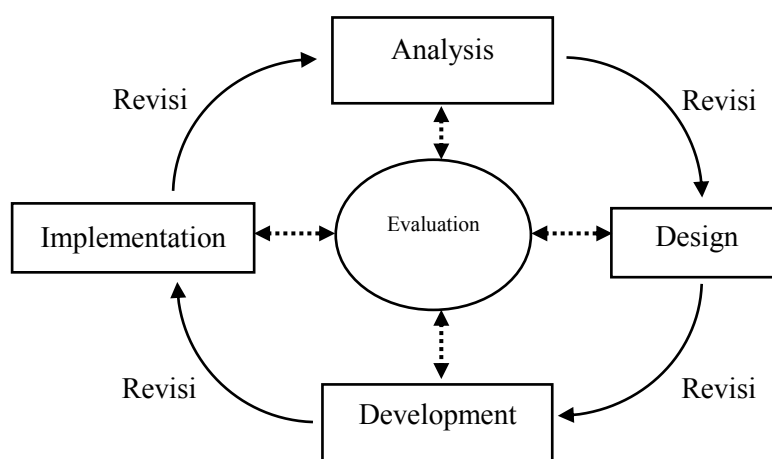 Analysis
Revisi
Revisi
Evaluation
Implementation
Design
Revisi
Revisi
Development